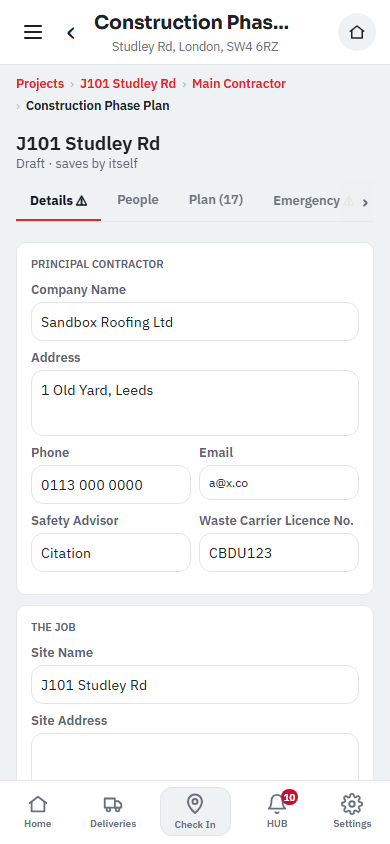 Construction Phas...
Studley Rd, London, SW4 6RZ
Projects › J101 Studley Rd › Main Contractor
› Construction Phase Plan
J101 Studley Rd
Draft · saves by itself
Details ⚠ People Plan (17) Emergency ⚠ ›
PRINCIPAL CONTRACTOR
Company Name
Sandbox Roofing Ltd
Address
1 Old Yard, Leeds
Phone Email
0113 000 0000 a@x.co
Safety Advisor Waste Carrier Licence No.
Citation CBDU123
THE JOB
Site Name
J101 Studley Rd
Site Address
10
Home Deliveries Check In HUB Settings